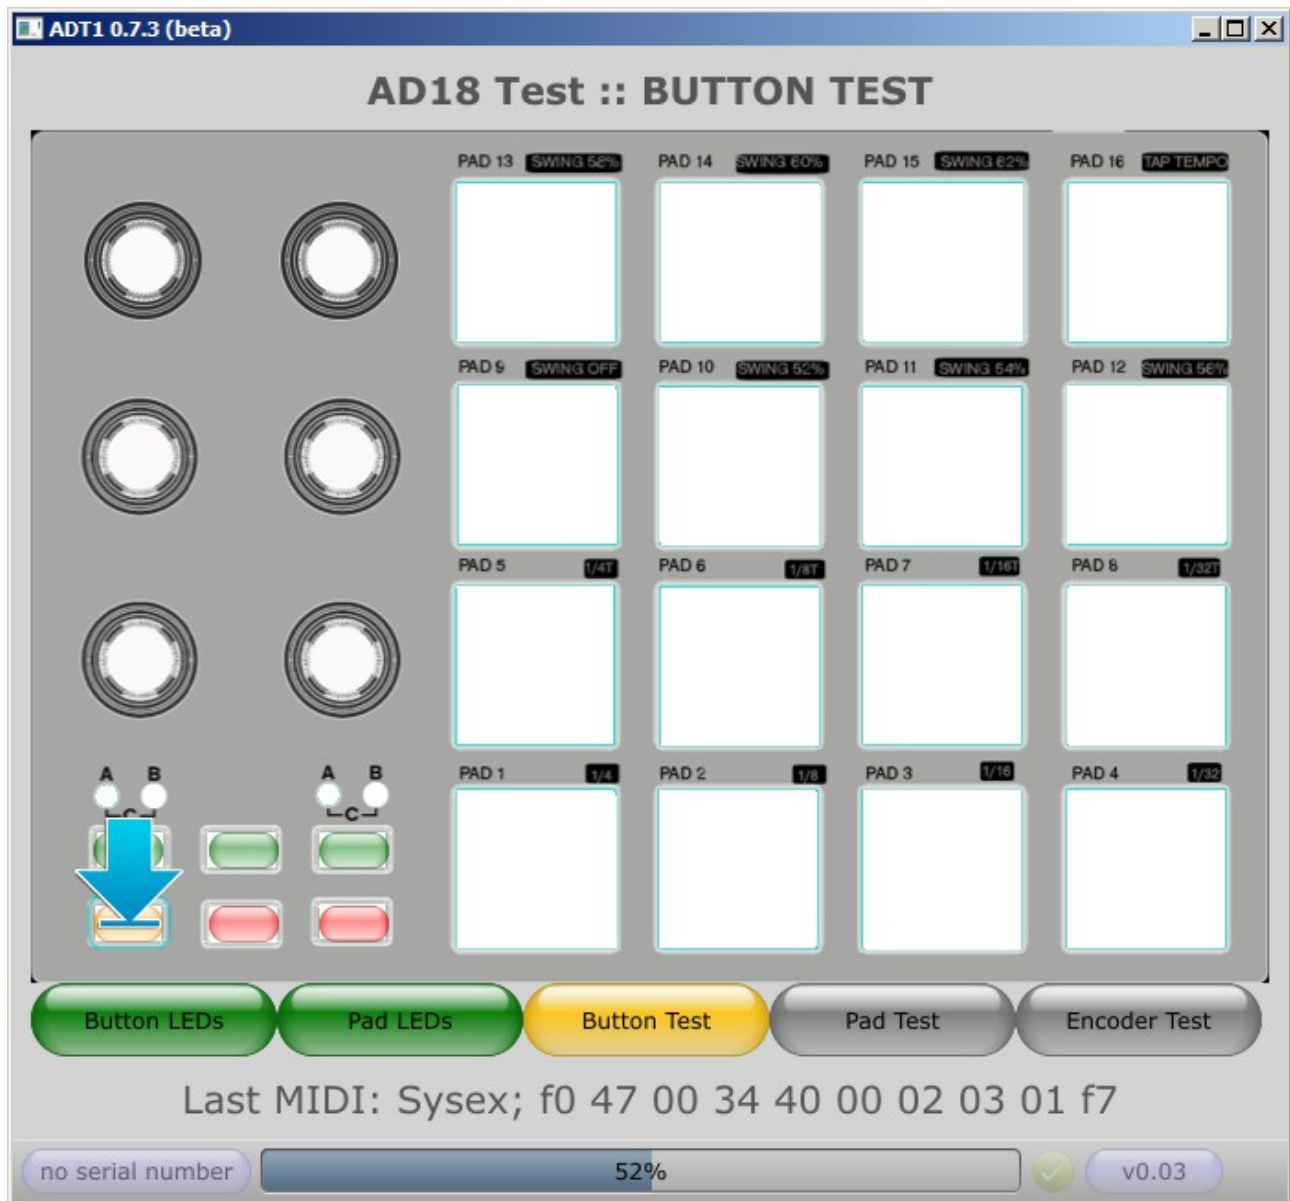 ADT1 0.7.3 (beta)
AD18 Test :: BUTTON TEST
PAD 13 SWING 58% PAD 14 SWING 60% PAD 15 SWING 62% PAD 16 TAP TEMPO
PAD 9 SWING OFF PAD 10 SWING 52% PAD 11 SWING 54% PAD 12 SWING 56%
PAD 5 1/4T PAD 6 1/8T PAD 7 1/16T PAD 8 1/32T
A B A B
C C
PAD 1 1/4 PAD 2 1/8 PAD 3 1/16 PAD 4 1/32
Button LEDs Pad LEDs Button Test Pad Test Encoder Test
Last MIDI: Sysex; f0 47 00 34 40 00 02 03 01 f7
no serial number 52% v0.03